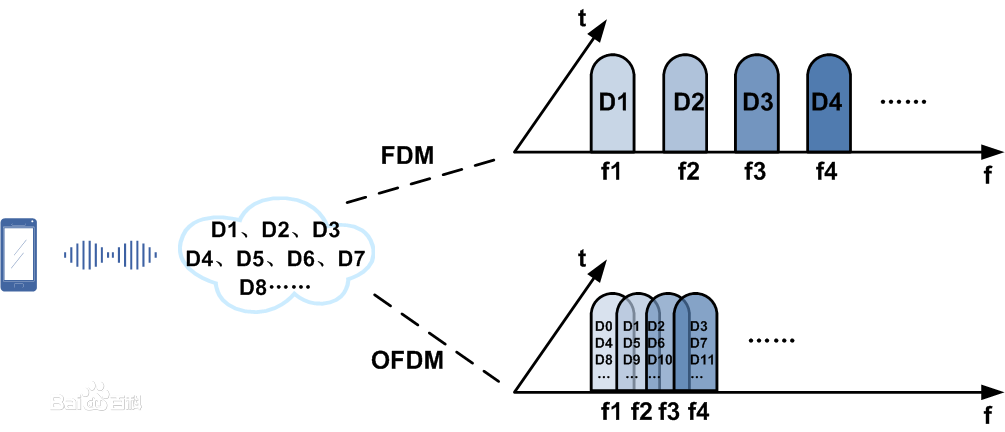 t
D1 D2 D3 D4 ……
FDM
f1 f2 f3 f4
f
D1、D2、D3
D4、D5、D6、D7
D8……
t
D0 D1 D2 D3
D4 D5 D6 D7
D8 D9 D10 D11
... ... ... ...
……
OFDM
f1 f2 f3 f4
f
Bai百科